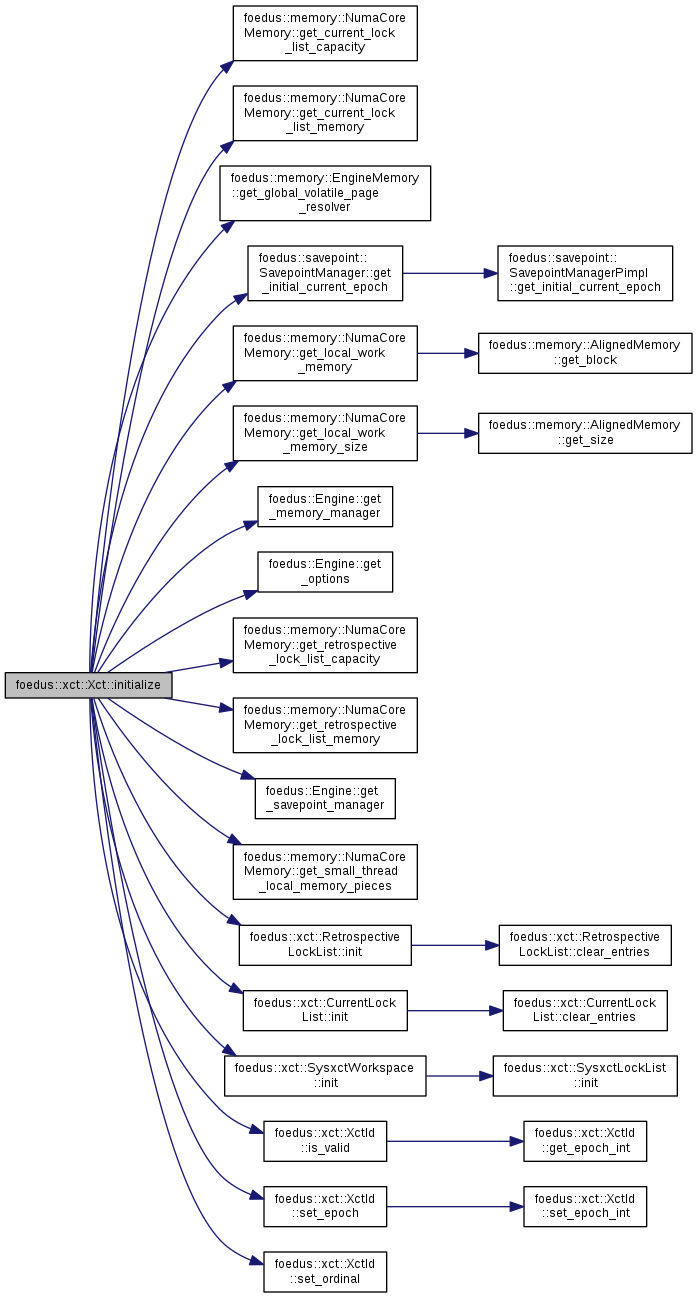 foedus::memory::NumaCore
Memory::get_current_lock
_list_capacity
foedus::memory::NumaCore
Memory::get_current_lock
_list_memory
foedus::memory::EngineMemory
::get_global_volatile_page
_resolver
foedus::savepoint::
SavepointManager::get
_initial_current_epoch
foedus::savepoint::
SavepointManagerPimpl
::get_initial_current_epoch
foedus::memory::NumaCore
Memory::get_local_work
_memory
foedus::memory::AlignedMemory
::get_block
foedus::memory::NumaCore
Memory::get_local_work
_memory_size
foedus::memory::AlignedMemory
::get_size
foedus::Engine::get
_memory_manager
foedus::Engine::get
_options
foedus::memory::NumaCore
Memory::get_retrospective
_lock_list_capacity
foedus::xct::Xct::initialize
foedus::memory::NumaCore
Memory::get_retrospective
_lock_list_memory
foedus::Engine::get
_savepoint_manager
foedus::memory::NumaCore
Memory::get_small_thread
_local_memory_pieces
foedus::xct::Retrospective
LockList::init
foedus::xct::Retrospective
LockList::clear_entries
foedus::xct::CurrentLock
List::init
foedus::xct::CurrentLock
List::clear_entries
foedus::xct::SysxctWorkspace
::init
foedus::xct::SysxctLockList
::init
foedus::xct::XctId
::is_valid
foedus::xct::XctId
::get_epoch_int
foedus::xct::XctId
::set_epoch
foedus::xct::XctId
::set_epoch_int
foedus::xct::XctId
::set_ordinal